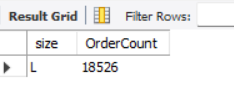 Result Grid Filter Rows:
size OrderCount
L 18526